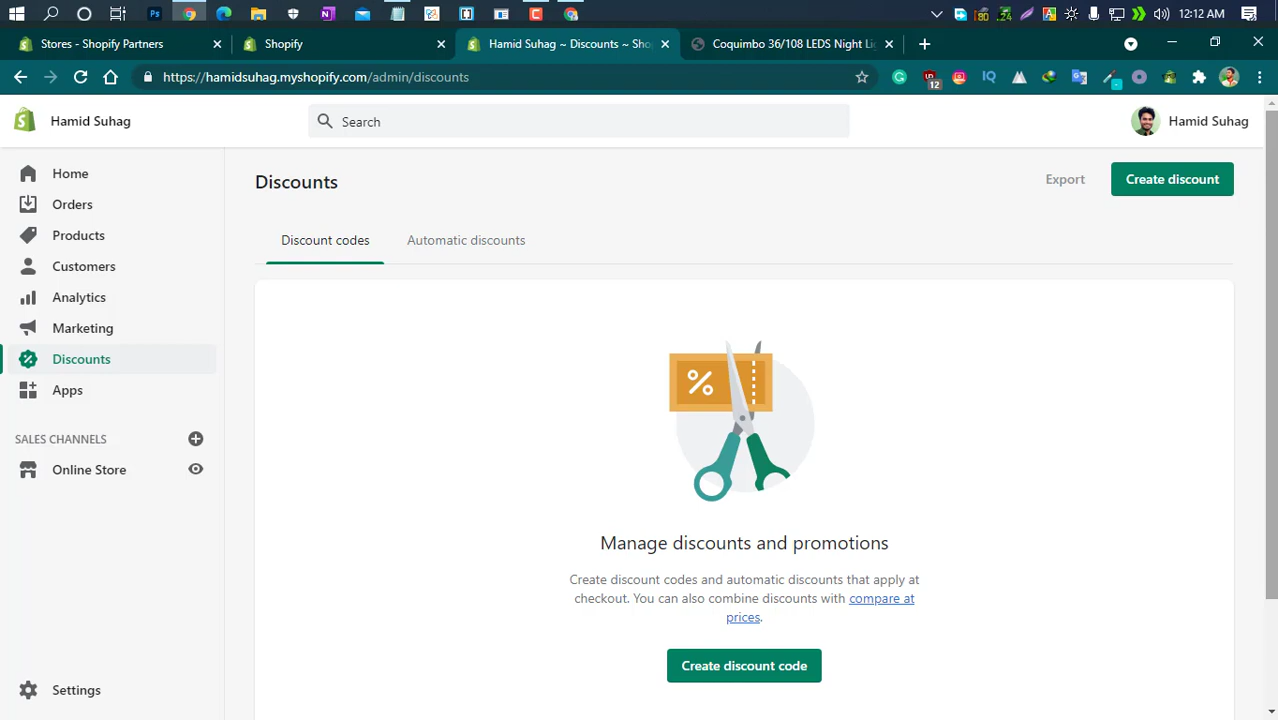 12:12 AM
Stores - Shopify Partners
Shopify
Hamid Suhag ~ Discounts ~ Sho
Coquimbo 36/108 LEDS Night Lig
https://hamidsuhag.myshopify.com/admin/discounts
12
Hamid Suhag
Search
Hamid Suhag
Home
Orders
Products
Customers
Analytics
Marketing
Discounts
Apps
SALES CHANNELS
Online Store
Settings
Discounts
Export
Create discount
Discount codes
Automatic discounts
%
Manage discounts and promotions
Create discount codes and automatic discounts that apply at
checkout. You can also combine discounts with compare at
prices.
Create discount code